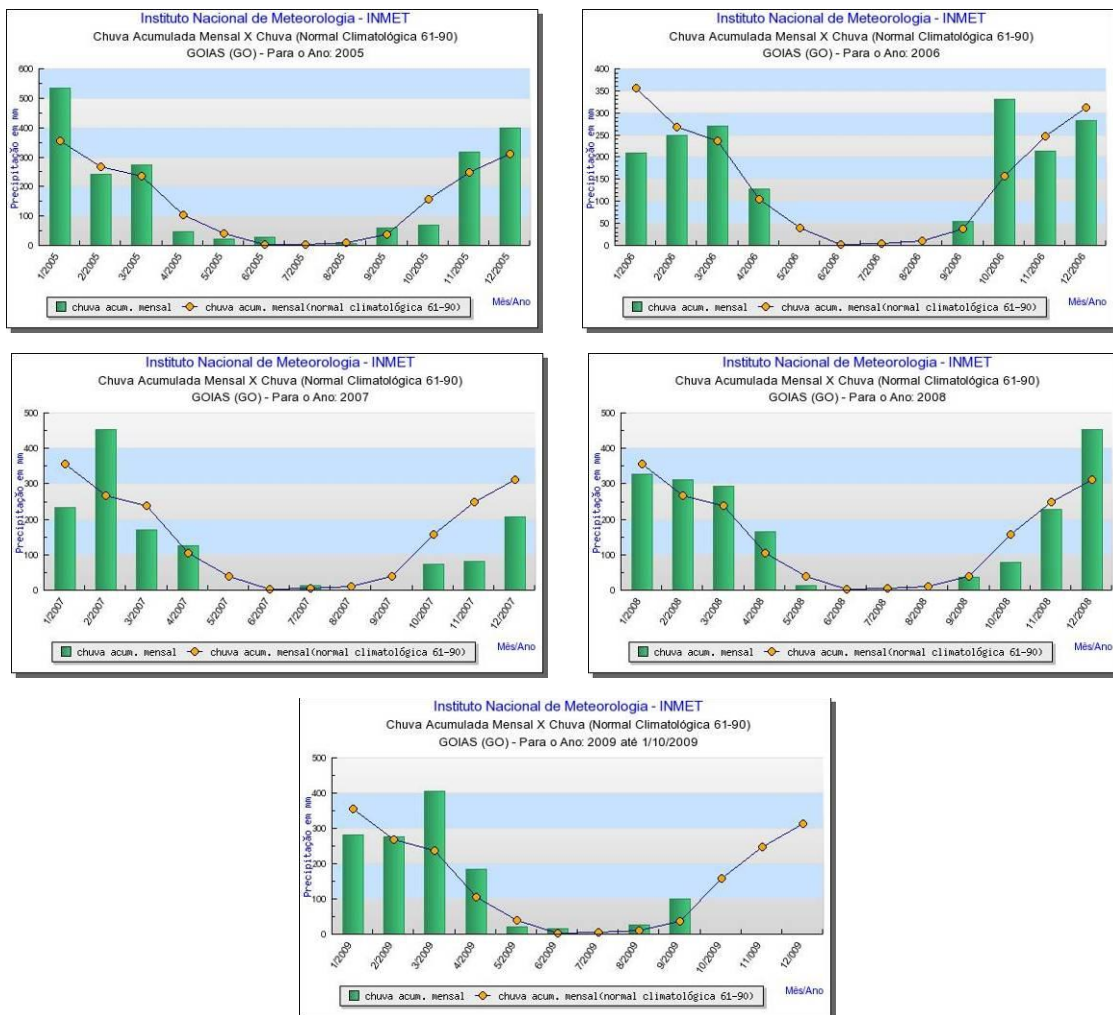 Instituto Nacional de Meteorologia - INMET
Chuva Acumulada Mensal X Chuva (Normal Climatológica 61-90)
GOIAS (GO) - Para o Ano: 2005
Precipitação em mm
600
500
400
300
200
100
0
1/2005 2/2005 3/2005 4/2005 5/2005 6/2005 7/2005 8/2005 9/2005 10/2005 11/2005 12/2005
Mês/Ano
chuva acum. mensal chuva acum. mensal(normal climatológica 61-90)
Instituto Nacional de Meteorologia - INMET
Chuva Acumulada Mensal X Chuva (Normal Climatológica 61-90)
GOIAS (GO) - Para o Ano: 2006
Precipitação em mm
400
350
300
250
200
150
100
50
0
1/2006 2/2006 3/2006 4/2006 5/2006 6/2006 7/2006 8/2006 9/2006 10/2006 11/2006 12/2006
Mês/Ano
chuva acum. mensal chuva acum. mensal(normal climatológica 61-90)
Instituto Nacional de Meteorologia - INMET
Chuva Acumulada Mensal X Chuva (Normal Climatológica 61-90)
GOIAS (GO) - Para o Ano: 2007
Precipitação em mm
500
400
300
200
100
0
1/2007 2/2007 3/2007 4/2007 5/2007 6/2007 7/2007 8/2007 9/2007 10/2007 11/2007 12/2007
Mês/Ano
chuva acum. mensal chuva acum. mensal(normal climatológica 61-90)
Instituto Nacional de Meteorologia - INMET
Chuva Acumulada Mensal X Chuva (Normal Climatológica 61-90)
GOIAS (GO) - Para o Ano: 2008
Precipitação em mm
500
400
300
200
100
0
1/2008 2/2008 3/2008 4/2008 5/2008 6/2008 7/2008 8/2008 9/2008 10/2008 11/2008 12/2008
Mês/Ano
chuva acum. mensal chuva acum. mensal(normal climatológica 61-90)
Instituto Nacional de Meteorologia - INMET
Chuva Acumulada Mensal X Chuva (Normal Climatológica 61-90)
GOIAS (GO) - Para o Ano: 2009 até 1/10/2009
Precipitação em mm
500
400
300
200
100
0
1/2009 2/2009 3/2009 4/2009 5/2009 6/2009 7/2009 8/2009 9/2009 10/2009 11/2009 12/2009
Mês/Ano
chuva acum. mensal chuva acum. mensal(normal climatológica 61-90)